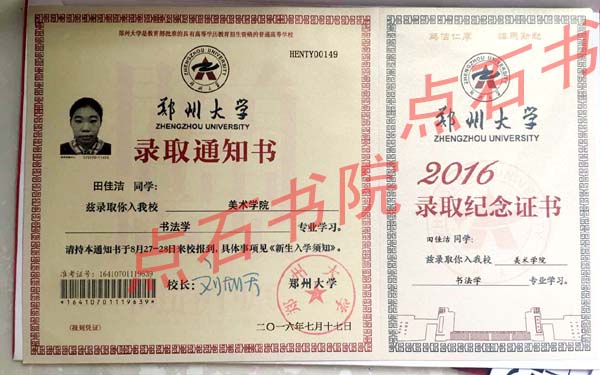 郑州大学是教育部批准的具有高等学历教育招生资格的普通高等学校
HENTY00149
ZHENGZHOU UNIVERSITY
郑州大学
ZHENGZHOU UNIVERSITY
录取通知书
田佳洁 同学:
兹录取你入我校 美术学院
书法学 专业学习。
请持本通知书于8月27-28日来校报到,具体事项见《新生入学须知》。
准考证号:16410701119639
*16410701119639*
校长:
郑州大学
(报到凭证)
二〇一六年七月十七日
郑州大学
ZHENGZHOU UNIVERSITY
2016
录取纪念证书
田佳洁 同学:
兹录取你入我校 美术学院
书法学 专业学习。
点石书院
点石书院